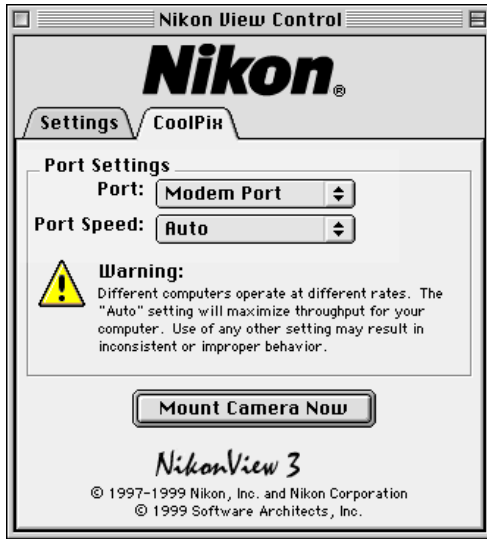 Nikon View Control
Nikon®
Settings CoolPix
Port Settings
Port: Modem Port
Port Speed: Auto
Warning:
Different computers operate at different rates. The
"Auto" setting will maximize throughput for your
computer. Use of any other setting may result in
inconsistent or improper behavior.
Mount Camera Now
NikonView 3
© 1997-1999 Nikon, Inc. and Nikon Corporation
© 1999 Software Architects, Inc.